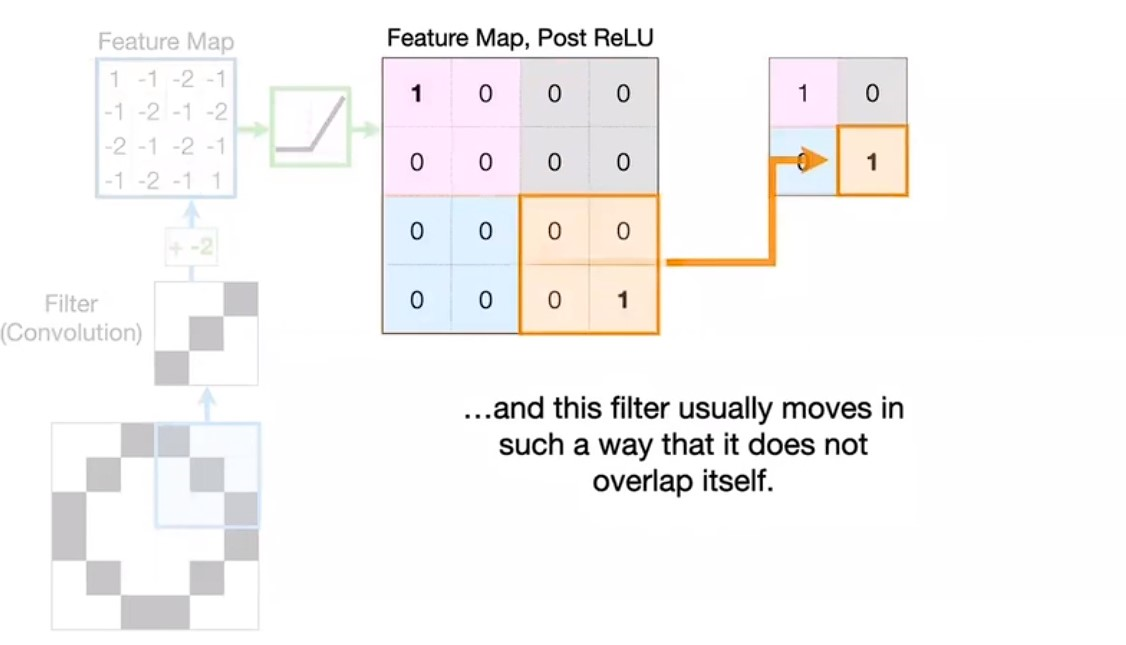 Feature Map
1 -1 -2 -1
-1 -2 -1 -2
-2 -1 -2 -1
-1 -2 -1 1
+ -2
Filter
(Convolution)
Feature Map, Post ReLU
1 0 0 0
0 0 0 0
0 0 0 0
0 0 0 1
1 0
0 1
...and this filter usually moves in
such a way that it does not
overlap itself.